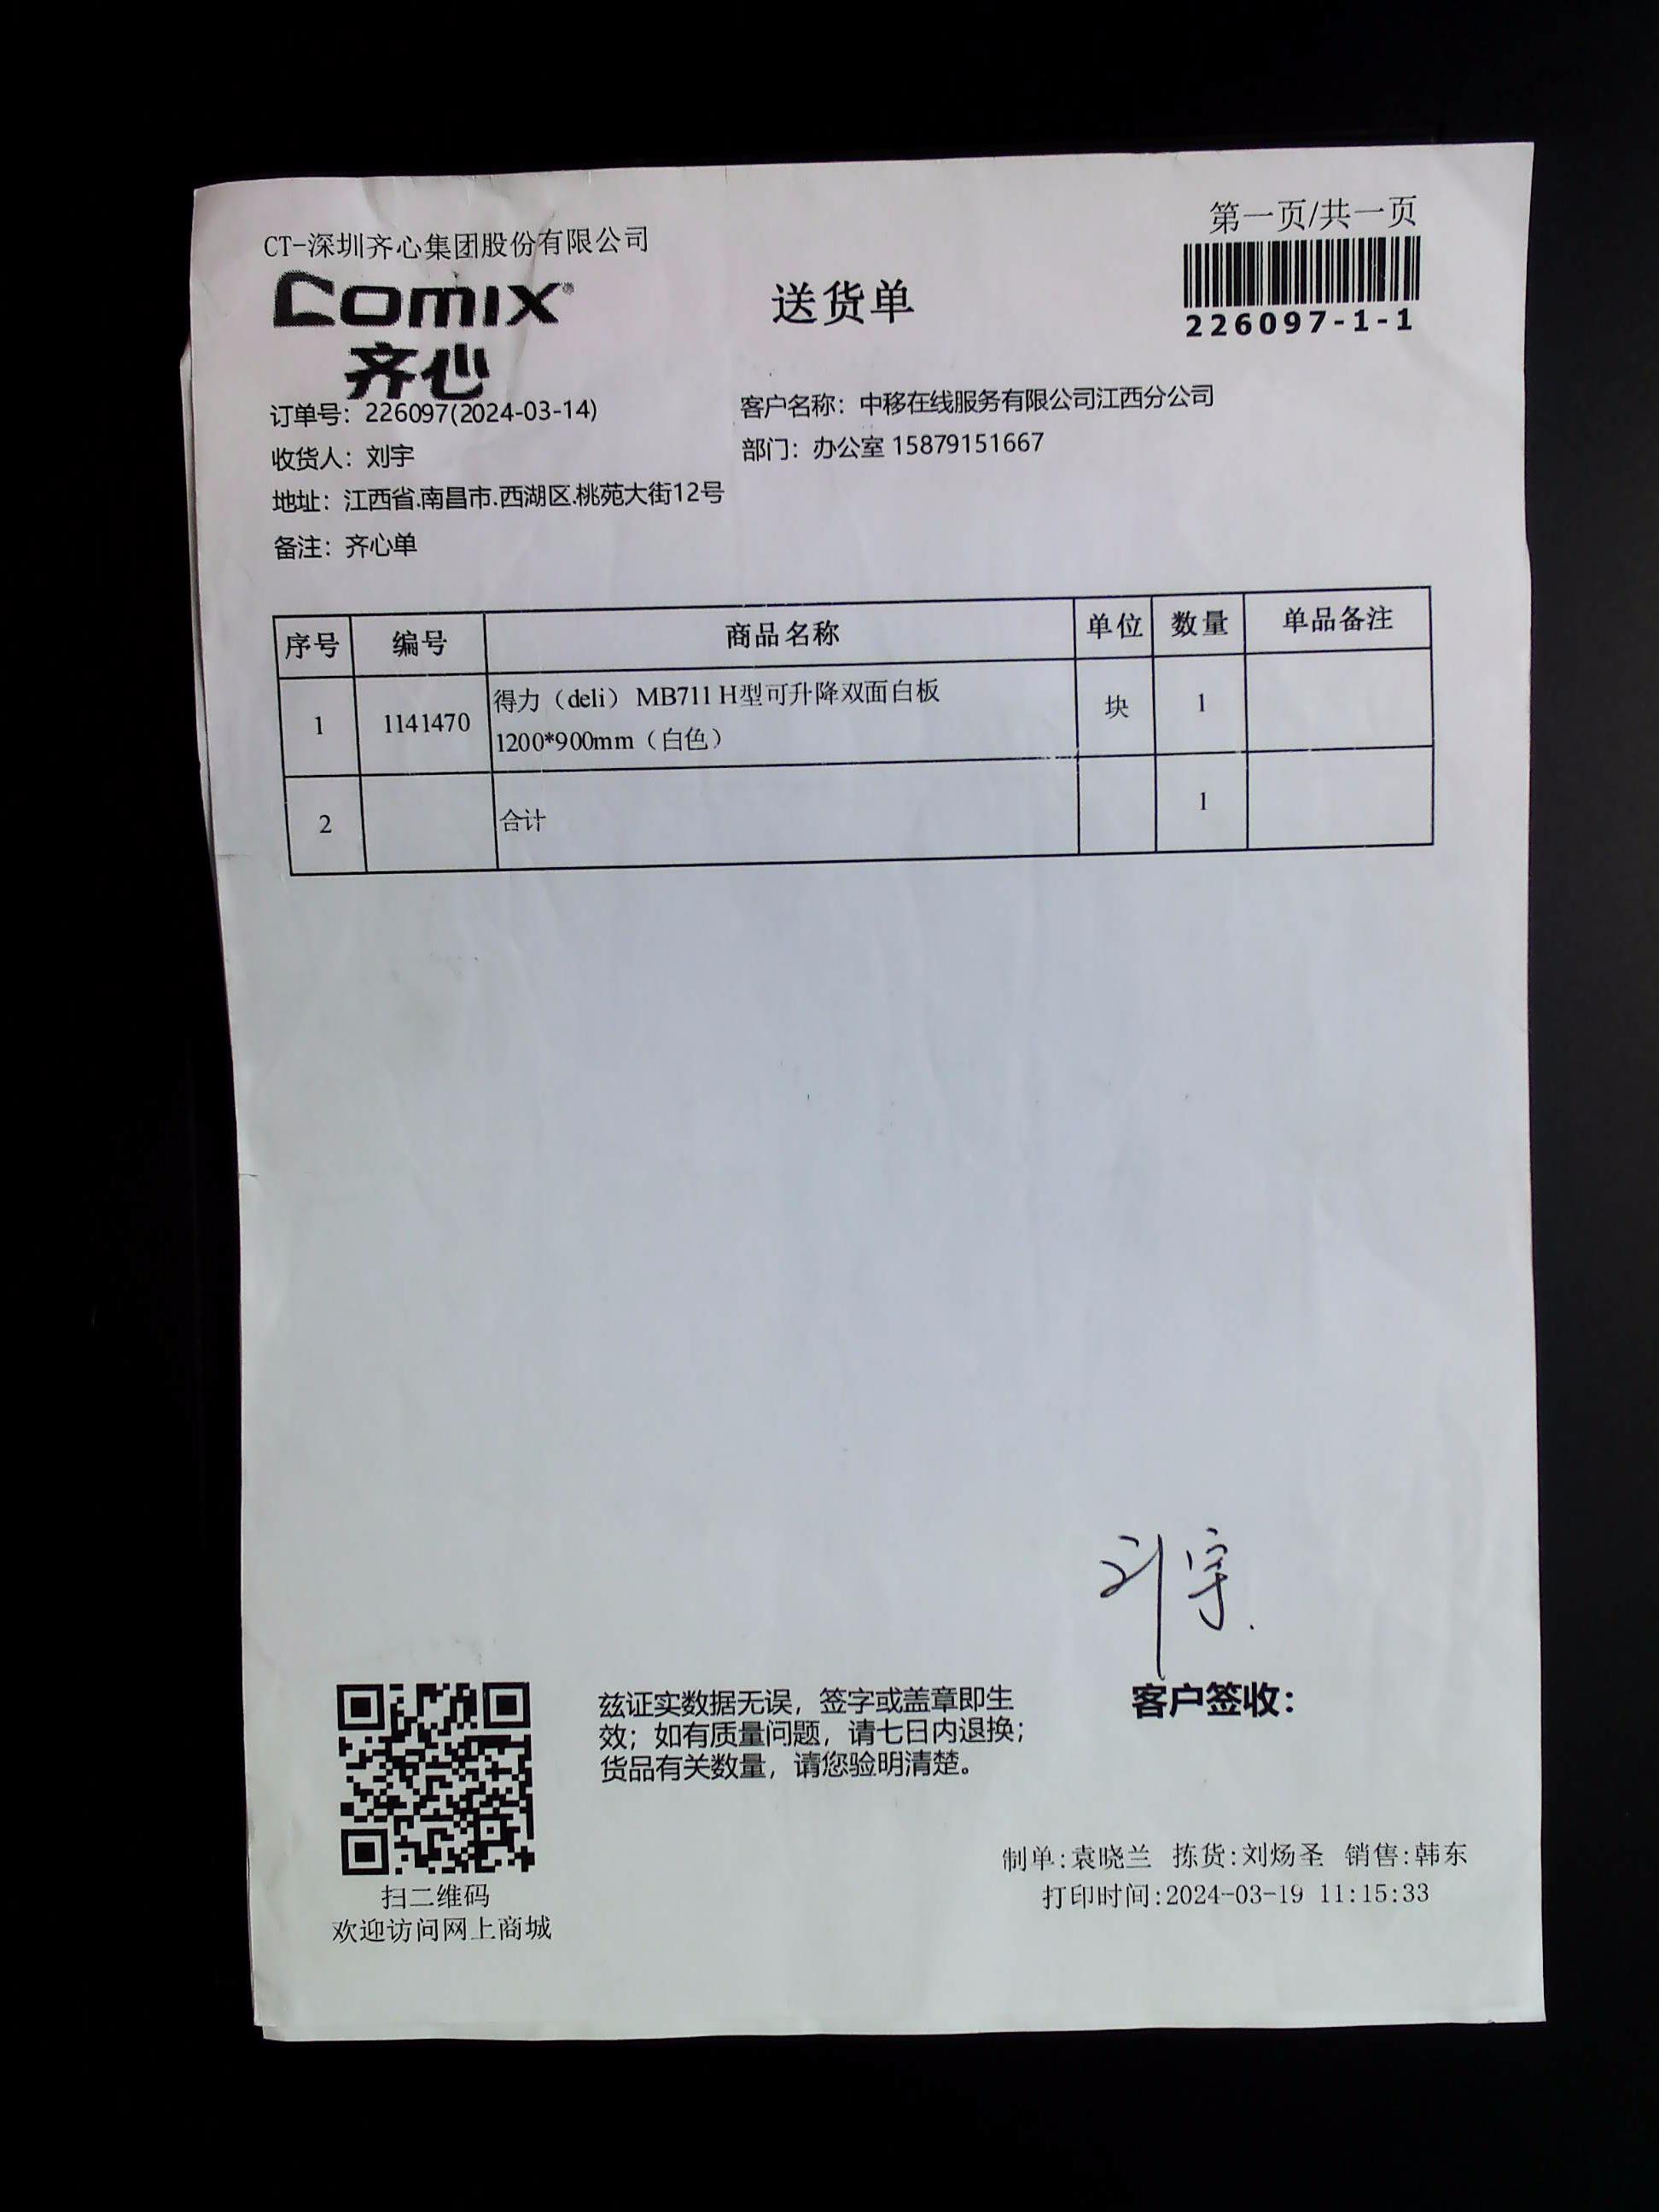 第一页/共一页
CT-深圳齐心集团股份有限公司
comix
齐心
送货单
226097-1-1
订单号：226097(2024-03-14)
客户名称：中移在线服务有限公司江西分公司
收货人：刘宇
部门：办公室 15879151667
地址：江西省.南昌市.西湖区.桃苑大街12号
备注：齐心单
序号 编号 商品名称 单位 数量 单品备注
1 1141470 得力（deli） MB711 H型可升降双面白板 块 1
1200*900mm（白色）
2 合计 1
刘宇.
兹证实数据无误，签字或盖章即生
效；如有质量问题，请七日内退换；
货品有关数量，请您验明清楚。
客户签收：
扫二维码
欢迎访问网上商城
制单:袁晓兰 拣货:刘炀圣 销售:韩东
打印时间:2024-03-19 11:15:33